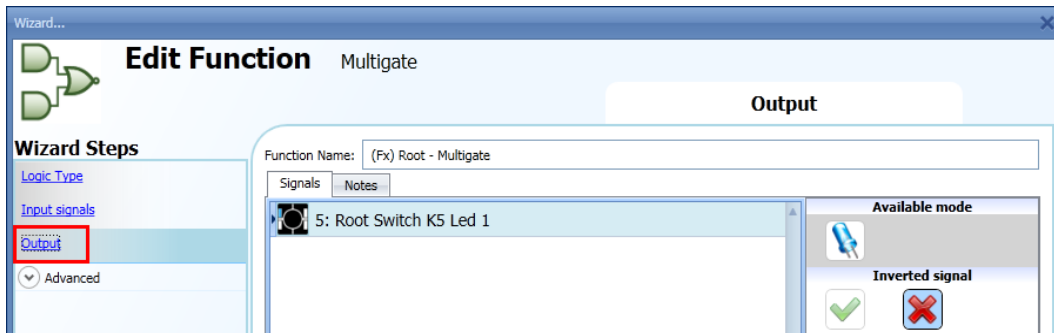 Wizard...
Edit Function Multigate
Output
Wizard Steps
Logic Type
Input signals
Output
Advanced
Function Name: (Fx) Root - Multigate
Signals Notes
5: Root Switch K5 Led 1
Available mode
Inverted signal